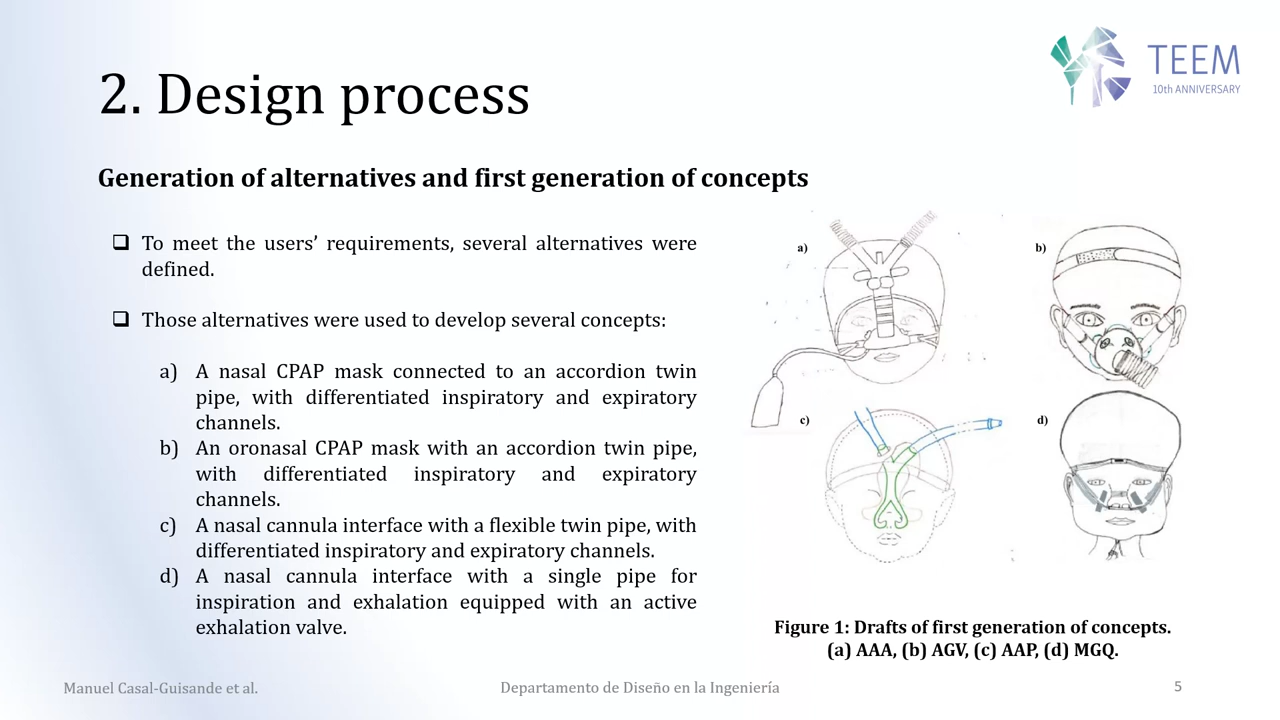 TEEM
10th ANNIVERSARY
2. Design process
Generation of alternatives and first generation of concepts
❑ To meet the users’ requirements, several alternatives were
defined.
❑ Those alternatives were used to develop several concepts:
a) A nasal CPAP mask connected to an accordion twin
pipe, with differentiated inspiratory and expiratory
channels.
b) An oronasal CPAP mask with an accordion twin pipe,
with differentiated inspiratory and expiratory
channels.
c) A nasal cannula interface with a flexible twin pipe, with
differentiated inspiratory and expiratory channels.
d) A nasal cannula interface with a single pipe for
inspiration and exhalation equipped with an active
exhalation valve.
a)
b)
c)
d)
Figure 1: Drafts of first generation of concepts.
(a) AAA, (b) AGV, (c) AAP, (d) MGQ.
Manuel Casal-Guisande et al.
Departamento de Diseño en la Ingeniería
5